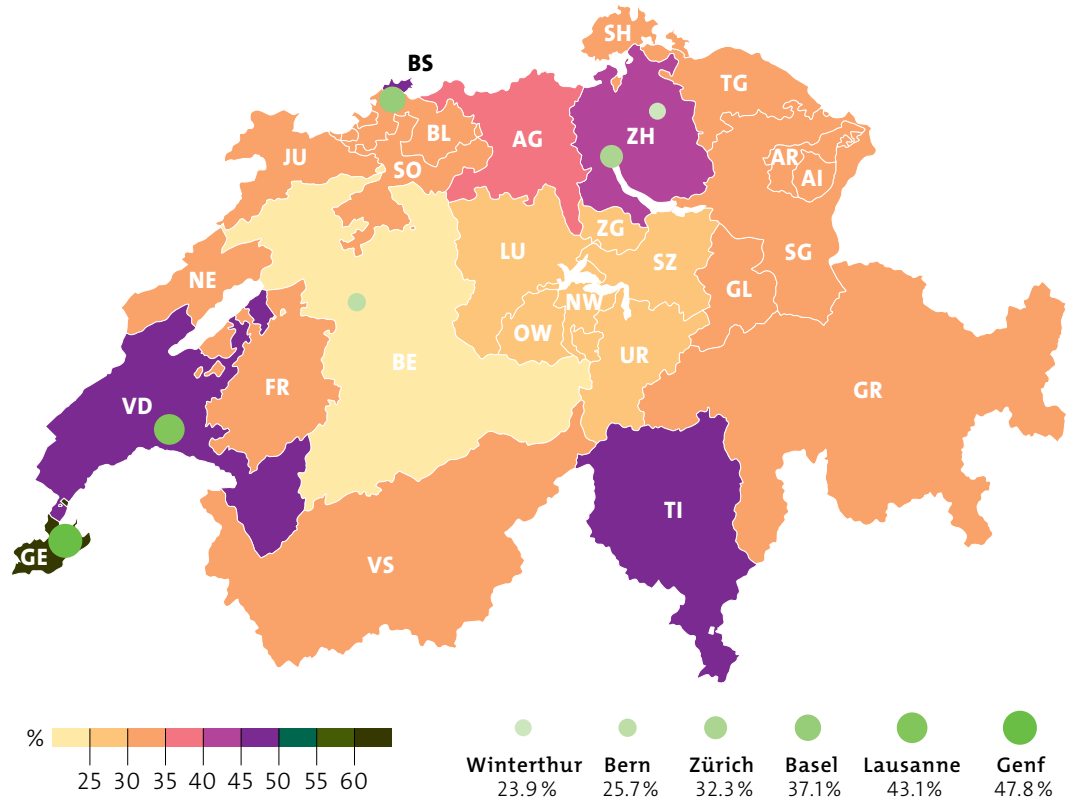 SH
BS
TG
BL
AG
ZH
JU
SO
AR
AI
ZG
LU
SZ
SG
NE
GL
NW
OW
UR
BE
FR
GR
VD
TI
GE
VS
%
25 30 35 40 45 50 55 60
Winterthur Bern Zürich Basel Lausanne Genf
23.9 % 25.7 % 32.3 % 37.1 % 43.1 % 47.8 %